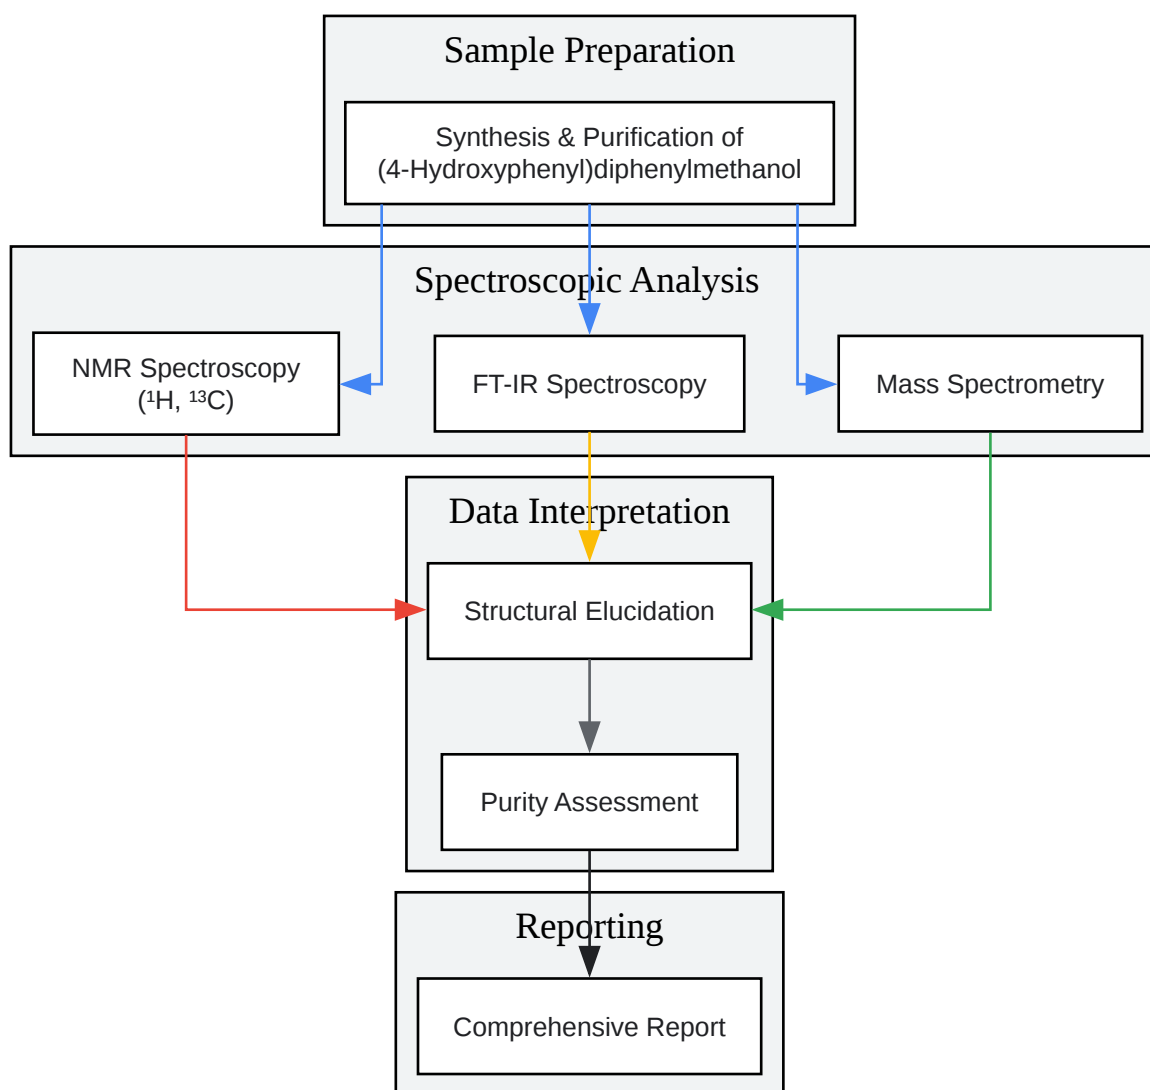 Sample Preparation
Synthesis & Purification of
(4-Hydroxyphenyl)diphenylmethanol
Spectroscopic Analysis
NMR Spectroscopy
(¹H, ¹³C)
FT-IR Spectroscopy
Mass Spectrometry
Data Interpretation
Structural Elucidation
Purity Assessment
Reporting
Comprehensive Report